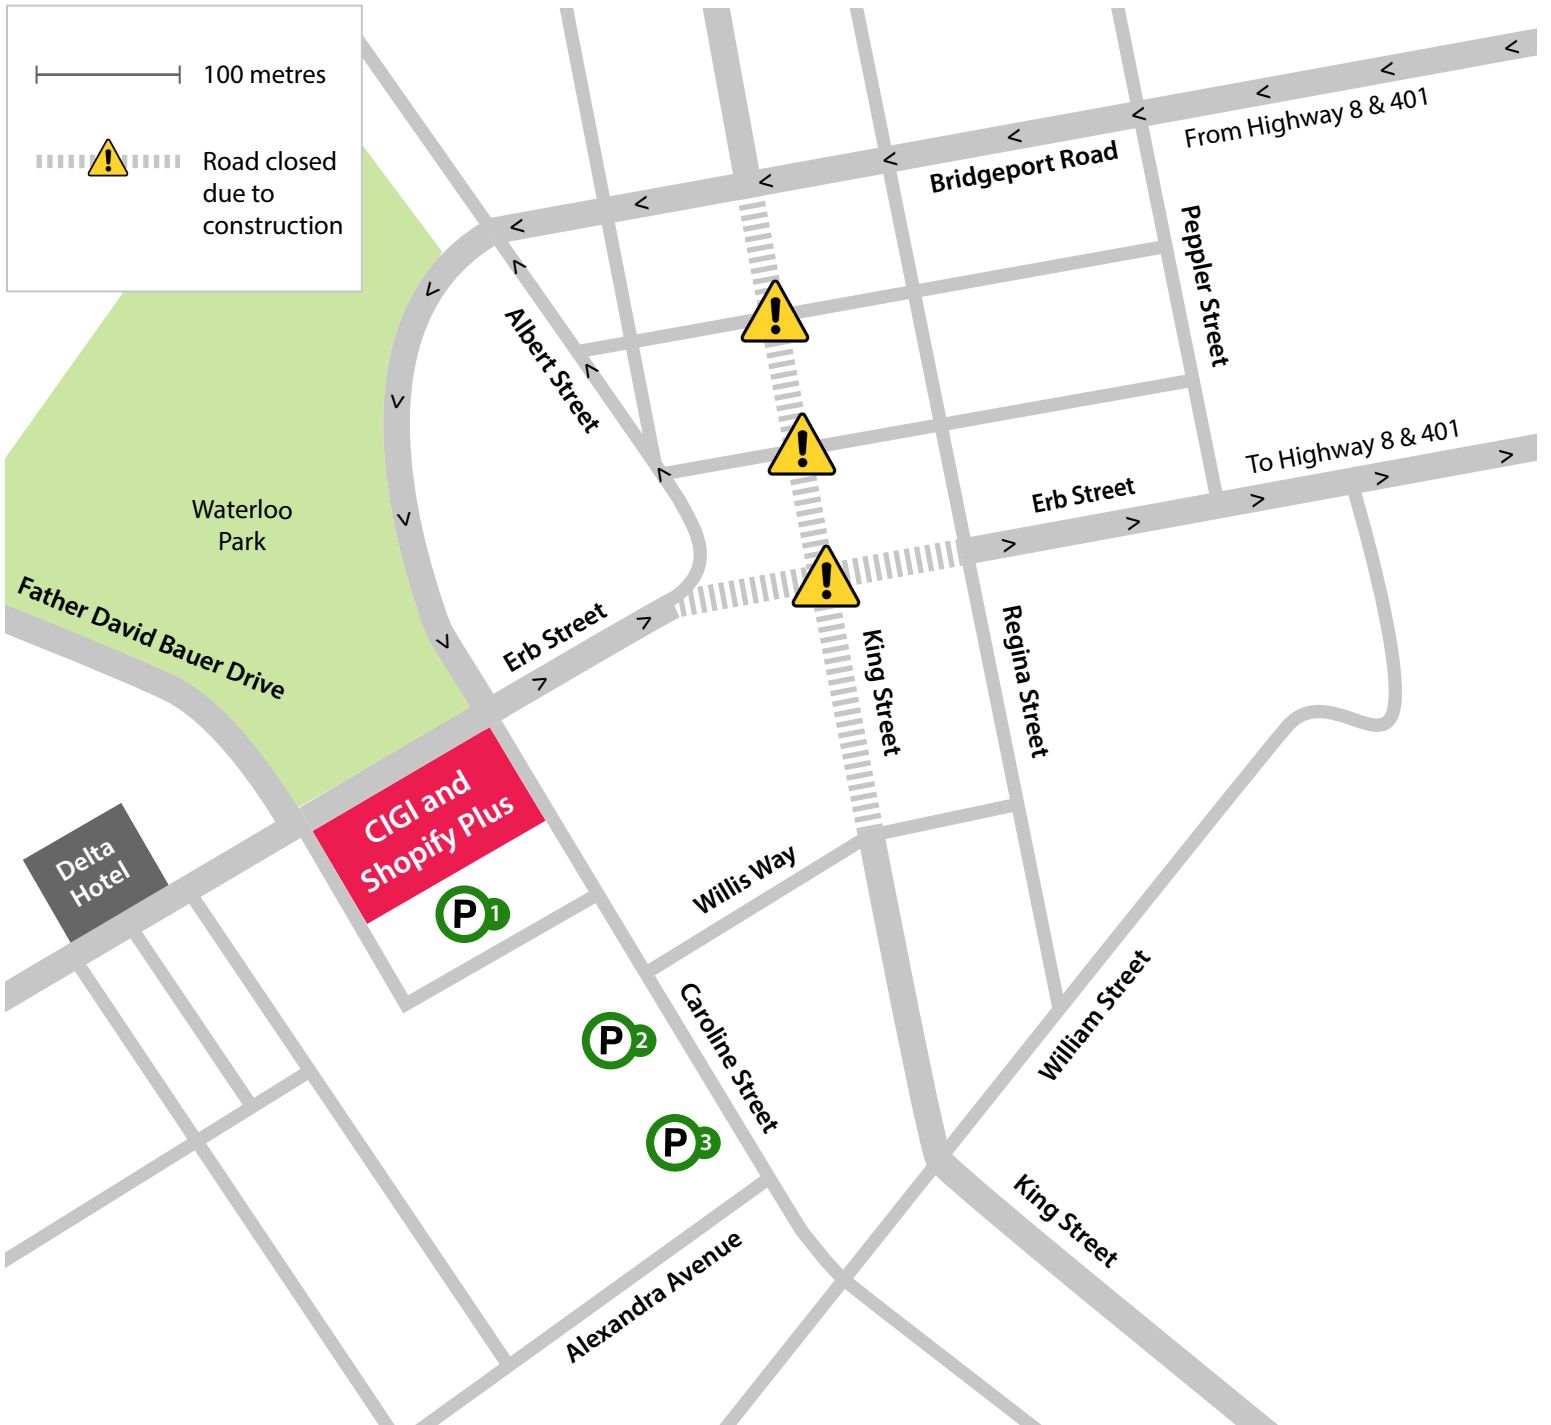 100 metres
Road closed
due to
construction
From Highway 8 & 401
Bridgeport Road
Peppler Street
Albert Street
To Highway 8 & 401
Erb Street
Waterloo
Park
Father David Bauer Drive
Erb Street
King Street
Regina Street
CIGI and
Shopify Plus
Delta
Hotel
P 1
Willis Way
William Street
Caroline Street
P 2
P 3
King Street
Alexandra Avenue